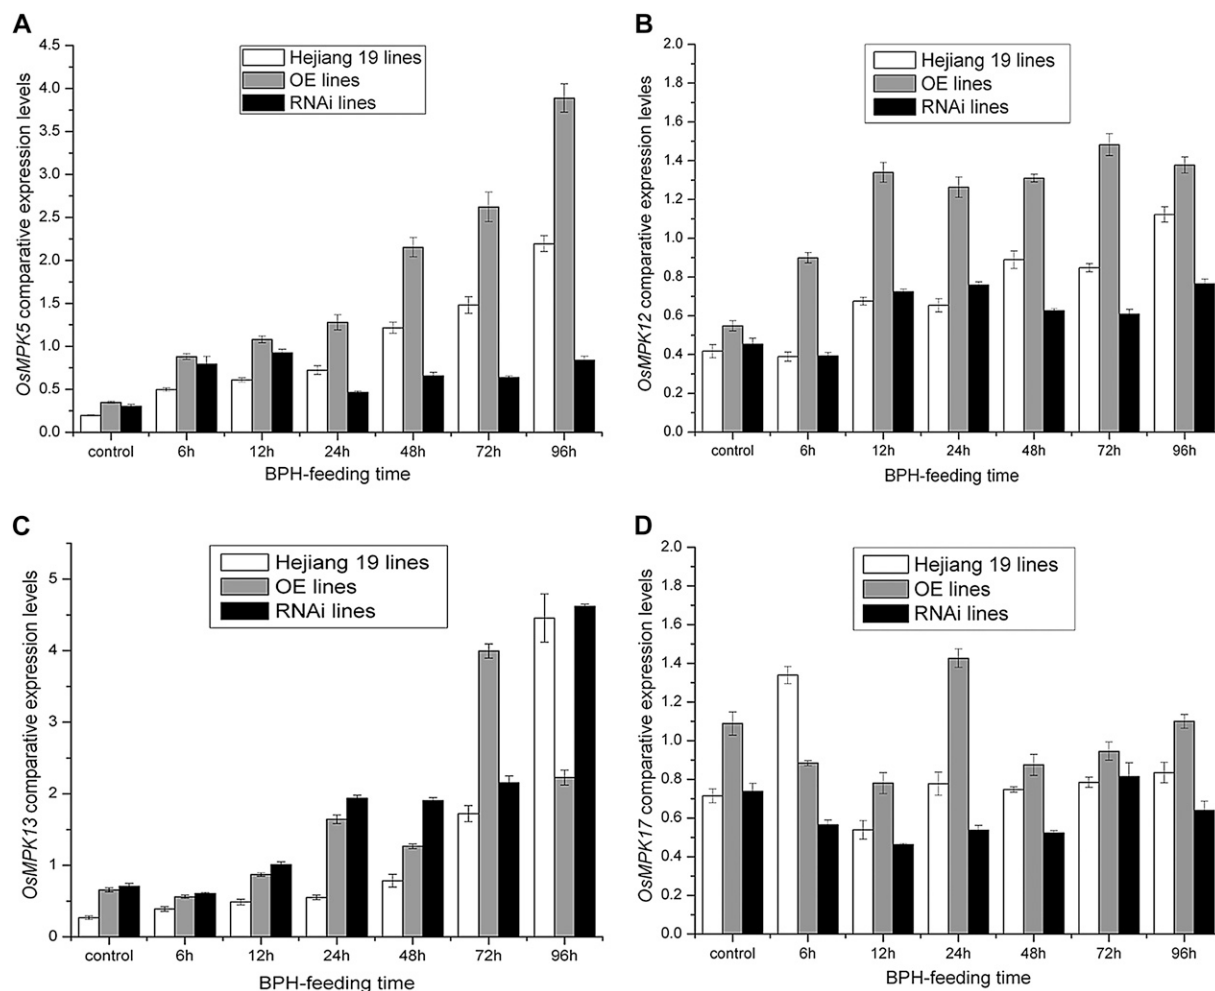 A
OsMPK5 comparative expression levels
4.5
4.0
3.5
3.0
2.5
2.0
1.5
1.0
0.5
0.0
Hejiang 19 lines
OE lines
RNAi lines
control 6h 12h 24h 48h 72h 96h
BPH-feeding time
B
OsMPK12 comparative expression levles
2.0
1.8
1.6
1.4
1.2
1.0
0.8
0.6
0.4
0.2
0.0
Hejiang 19 lines
OE lines
RNAi lines
control 6h 12h 24h 48h 72h 96h
BPH-feeding time
C
OsMPK13 comparative expression levels
5
4
3
2
1
0
Hejiang 19 lines
OE lines
RNAi lines
control 6h 12h 24h 48h 72h 96h
BPH-feeding time
D
OsMPK17 comparative expression levels
2.0
1.8
1.6
1.4
1.2
1.0
0.8
0.6
0.4
0.2
0.0
Hejiang 19 lines
OE lines
RNAi lines
control 6h 12h 24h 48h 72h 96h
BPH-feeding time